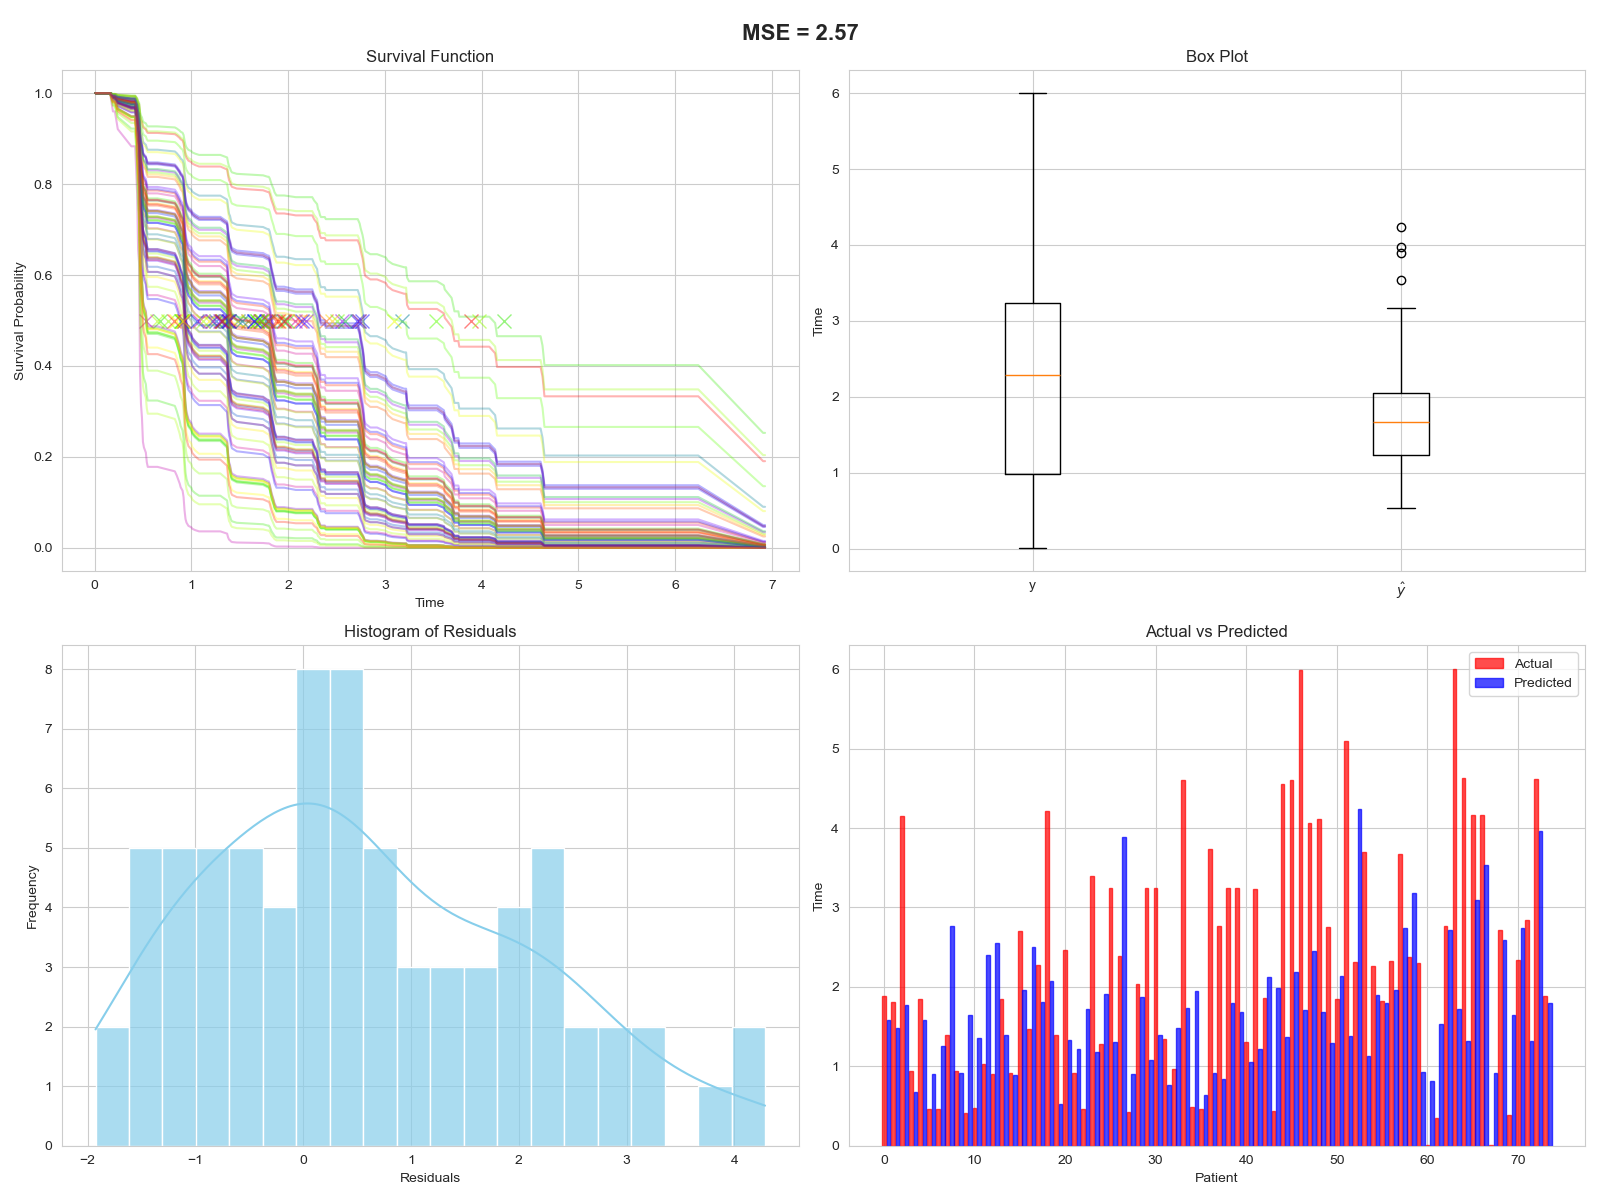 MSE = 2.57
Survival Function
Survival Probability
1.0
0.8
0.6
0.4
0.2
0.0
0 1 2 3 4 5 6 7
Time
Box Plot
Time
6
5
4
3
2
1
0
y ŷ
Histogram of Residuals
Frequency
8
7
6
5
4
3
2
1
0
−2 −1 0 1 2 3 4
Residuals
Actual vs Predicted
Actual
Predicted
Time
6
5
4
3
2
1
0
0 10 20 30 40 50 60 70
Patient